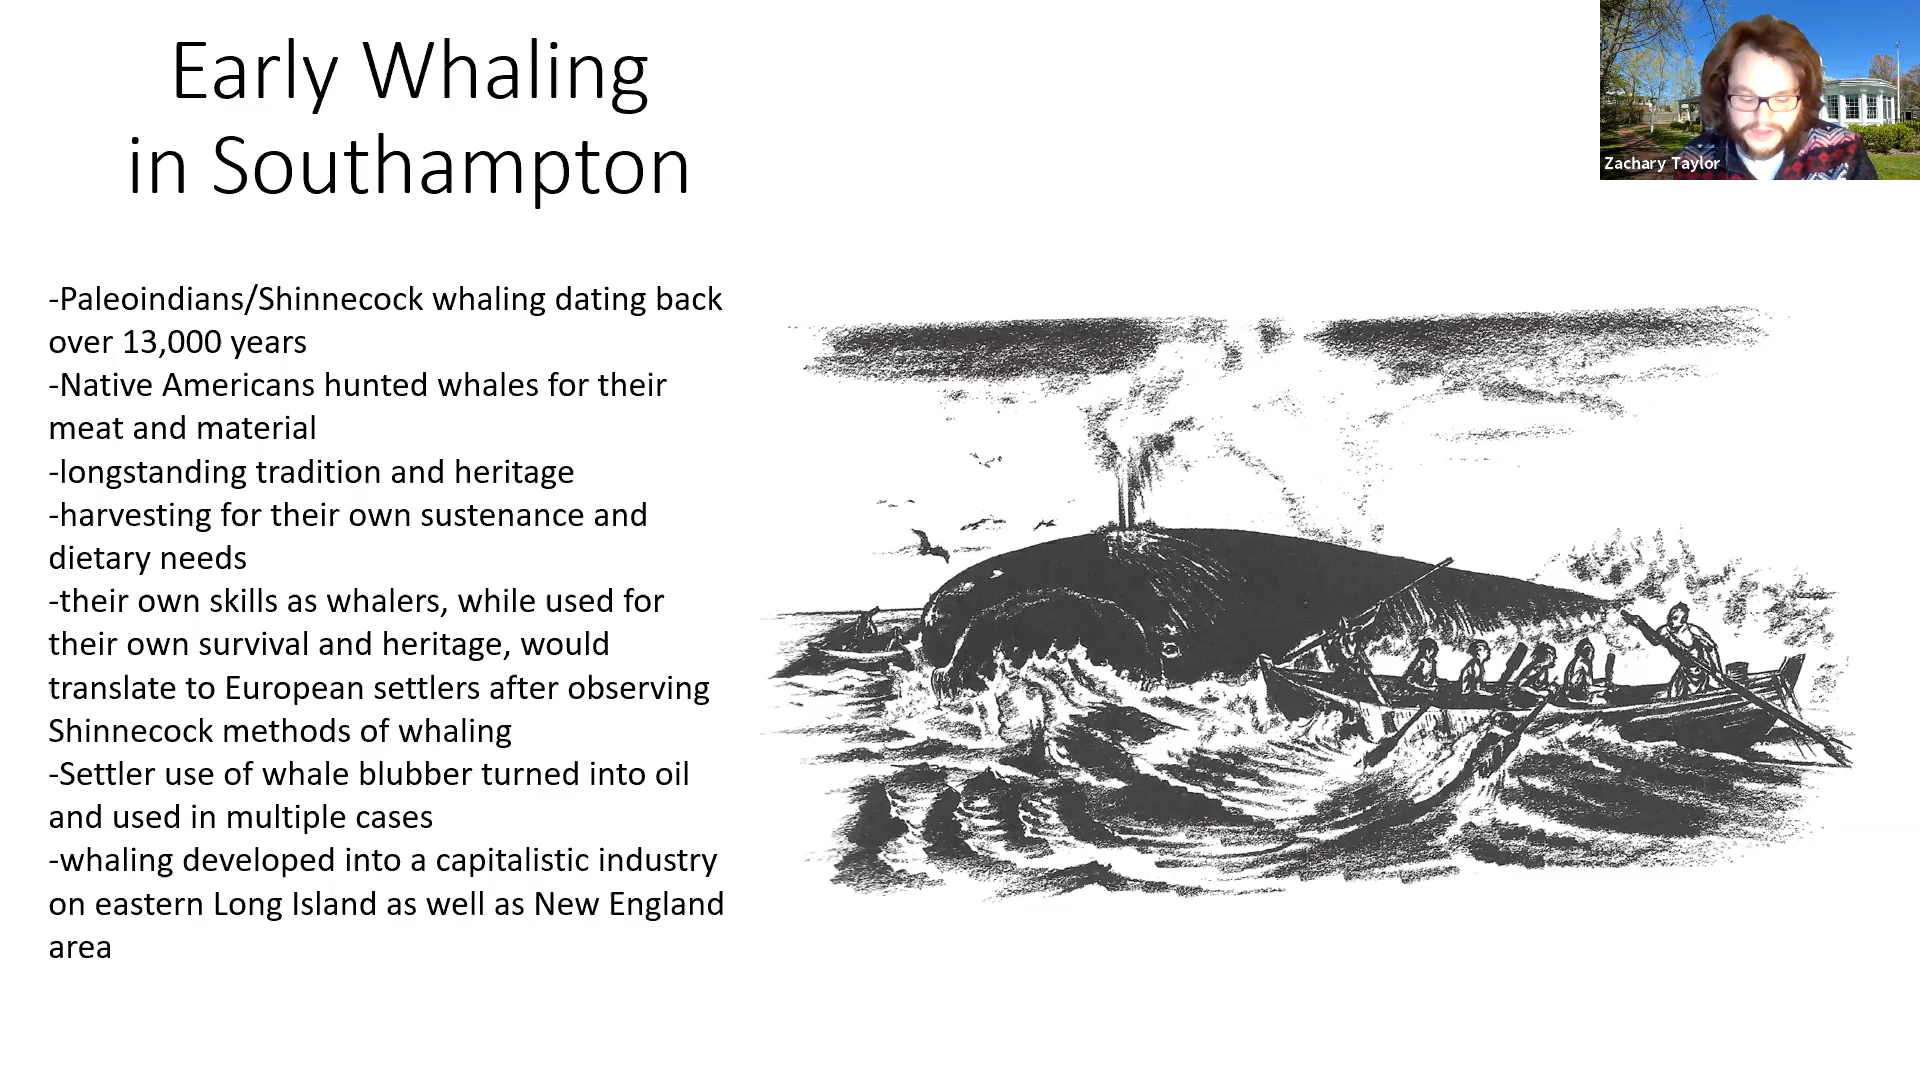 Early Whaling
in Southampton
Zachary Taylor
-Paleoindians/Shinnecock whaling dating back
over 13,000 years
-Native Americans hunted whales for their
meat and material
-longstanding tradition and heritage
-harvesting for their own sustenance and
dietary needs
-their own skills as whalers, while used for
their own survival and heritage, would
translate to European settlers after observing
Shinnecock methods of whaling
-Settler use of whale blubber turned into oil
and used in multiple cases
-whaling developed into a capitalistic industry
on eastern Long Island as well as New England
area